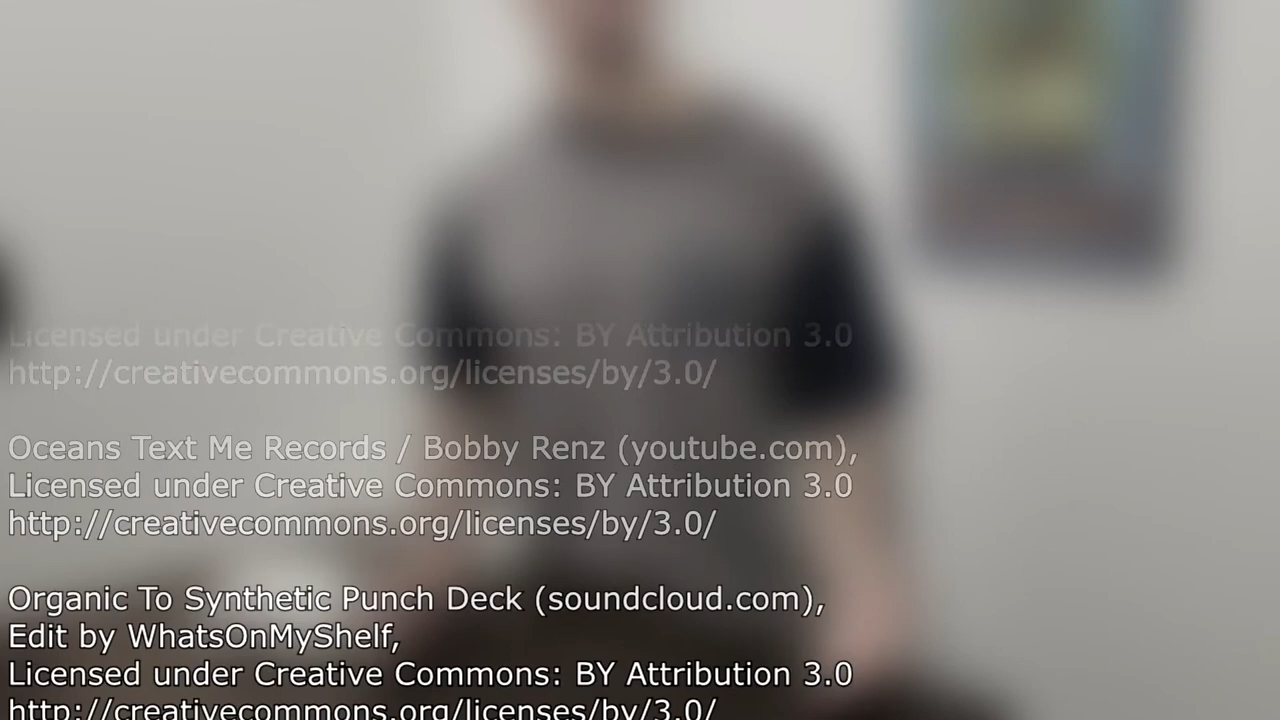 Licensed under Creative Commons: BY Attribution 3.0
http://creativecommons.org/licenses/by/3.0/
Oceans Text Me Records / Bobby Renz (youtube.com),
Licensed under Creative Commons: BY Attribution 3.0
http://creativecommons.org/licenses/by/3.0/
Organic To Synthetic Punch Deck (soundcloud.com),
Edit by WhatsOnMyShelf,
Licensed under Creative Commons: BY Attribution 3.0
http://creativecommons.org/licenses/by/3.0/